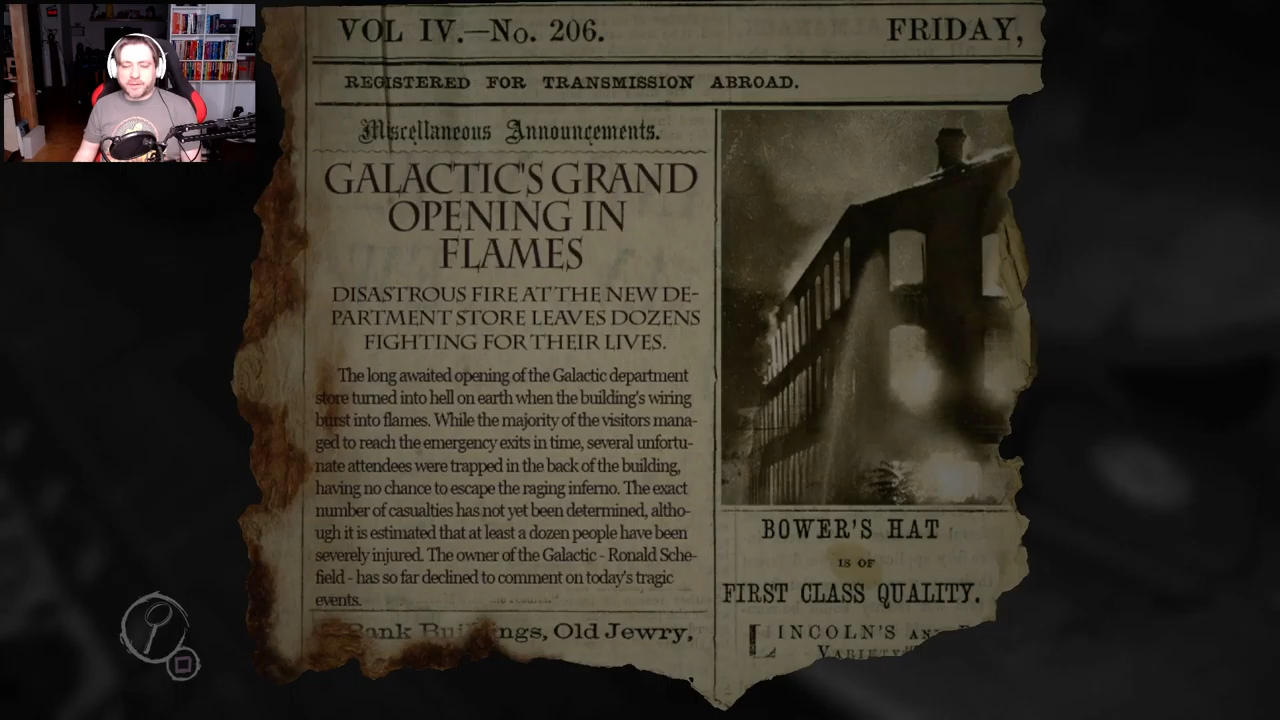 VOL IV.—No. 206.
FRIDAY,
REGISTERED FOR TRANSMISSION ABROAD.
Miscellaneous Announcements.
GALACTIC'S GRAND
OPENING IN
FLAMES
DISASTROUS FIRE AT THE NEW DE-
PARTMENT STORE LEAVES DOZENS
FIGHTING FOR THEIR LIVES.
The long awaited opening of the Galactic department
store turned into hell on earth when the building's wiring
burst into flames. While the majority of the visitors mana-
ged to reach the emergency exits in time, several unfortu-
nate attendees were trapped in the back of the building,
having no chance to escape the raging inferno. The exact
number of casualties has not yet been determined, altho-
ugh it is estimated that at least a dozen people have been
severely injured. The owner of the Galactic - Ronald Sche-
field - has so far declined to comment on today's tragic
events.
Bank Buildings, Old Jewry,
BOWER'S HAT
IS OF
FIRST CLASS QUALITY.
LINCOLN'S
VARIETY